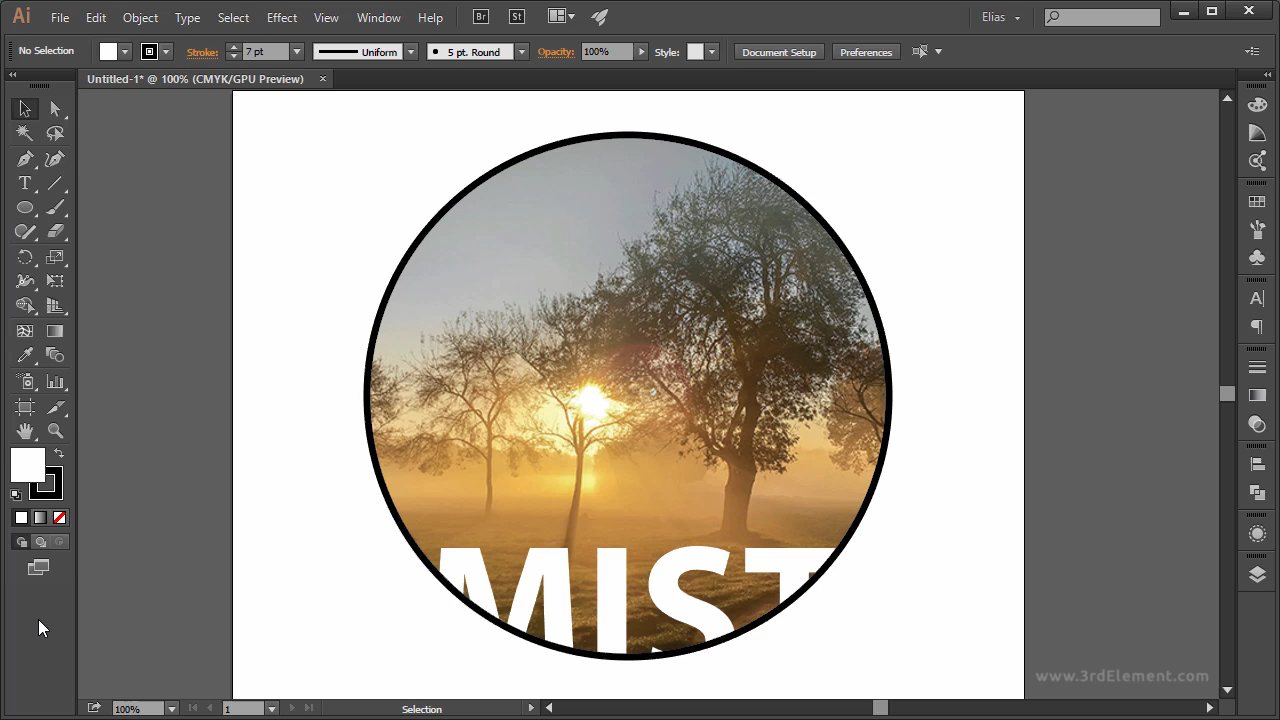 Ai File Edit Object Type Select Effect View Window Help Br St Elias
No Selection Stroke: 7 pt Uniform 5 pt. Round Opacity: 100% Style: Document Setup Preferences
Untitled-1* @ 100% (CMYK/GPU Preview) ×
MIST
www.3rdElement.com
100% 1 Selection